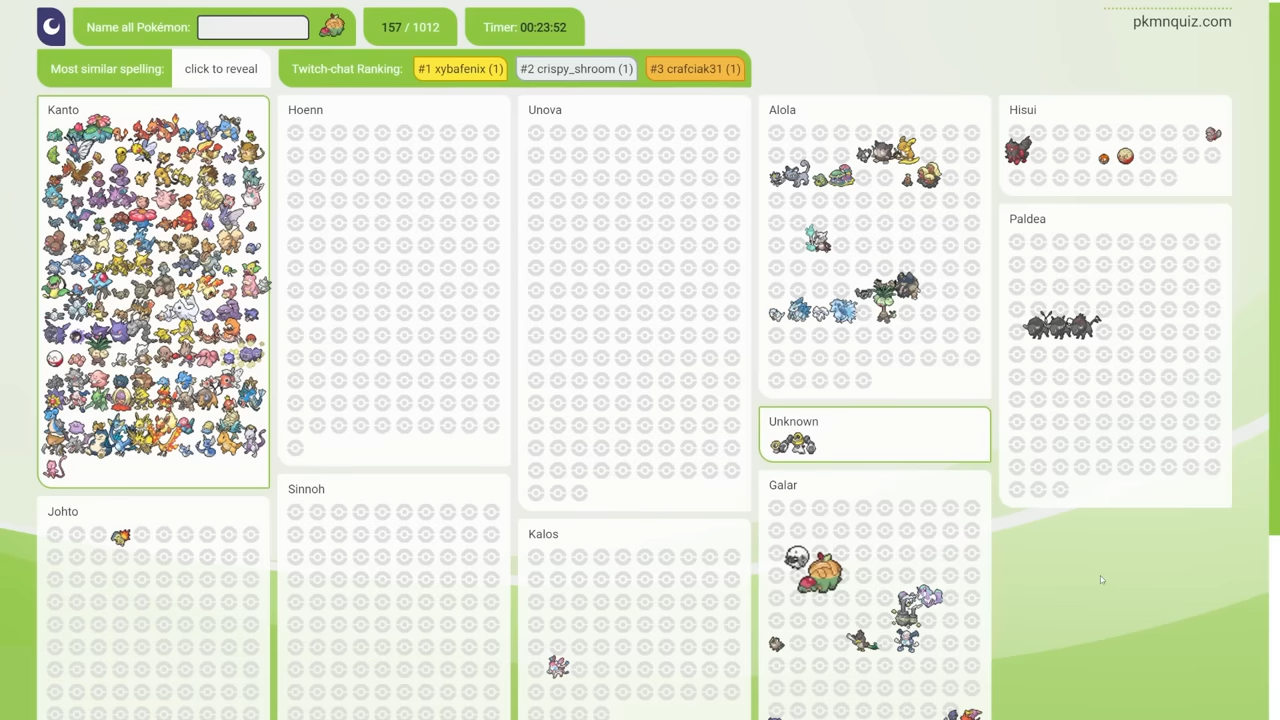 Name all Pokémon:
157 / 1012
Timer: 00:23:52
pkmnquiz.com
Most similar spelling:
click to reveal
Twitch-chat Ranking:
#1 xybafenix (1)
#2 crispy_shroom (1)
#3 crafciak31 (1)
Kanto
Hoenn
Unova
Alola
Hisui
Paldea
Unknown
Galar
Sinnoh
Johto
Kalos